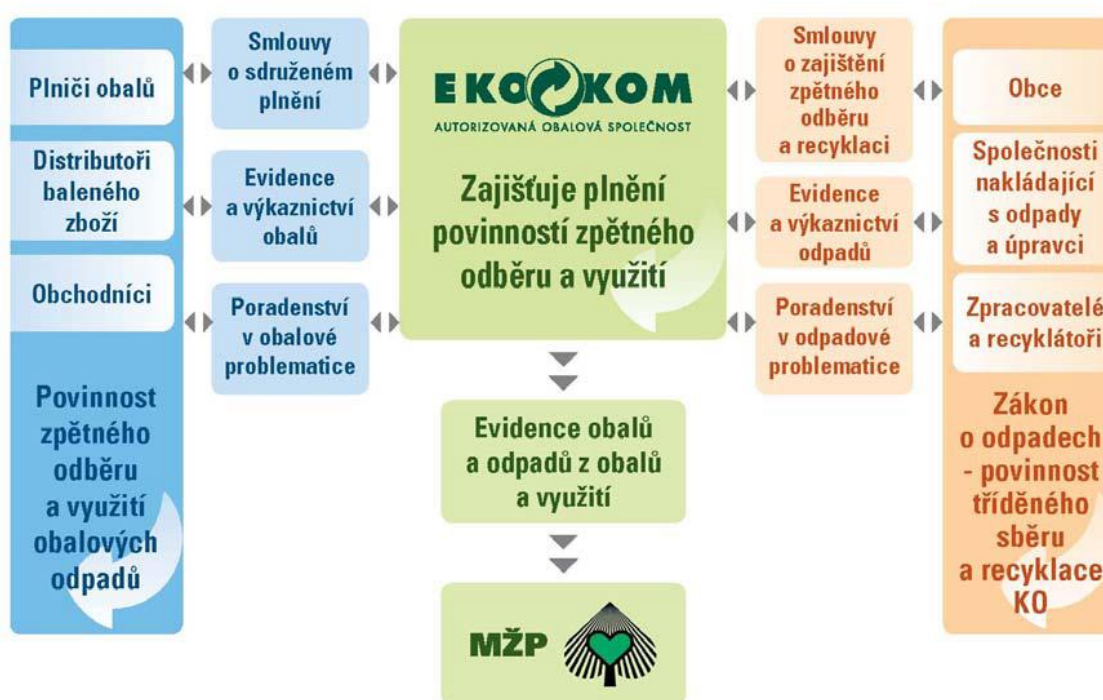 Plniči obalů
Distributoři
baleného
zboží
Obchodníci
Povinnost
zpětného
odběru
a využití
obalových
odpadů
Smlouvy
o sdruženém
plnění
Evidence
a výkaznictví
obalů
Poradenství
v obalové
problematice
EKO KOM
AUTORIZOVANÁ OBALOVÁ SPOLEČNOST
Zajišťuje plnění
povinností zpětného
odběru a využití
Evidence obalů
a odpadů z obalů
a využití
MŽP
Smlouvy
o zajištění
zpětného
odběru
a recyklaci
Evidence
a výkaznictví
odpadů
Poradenství
v odpadové
problematice
Obce
Společnosti
nakládající
s odpady
a úpravci
Zpracovatelé
a recyklátoři
Zákon
o odpadech
- povinnost
tříděného
sběru
a recyklace
KO